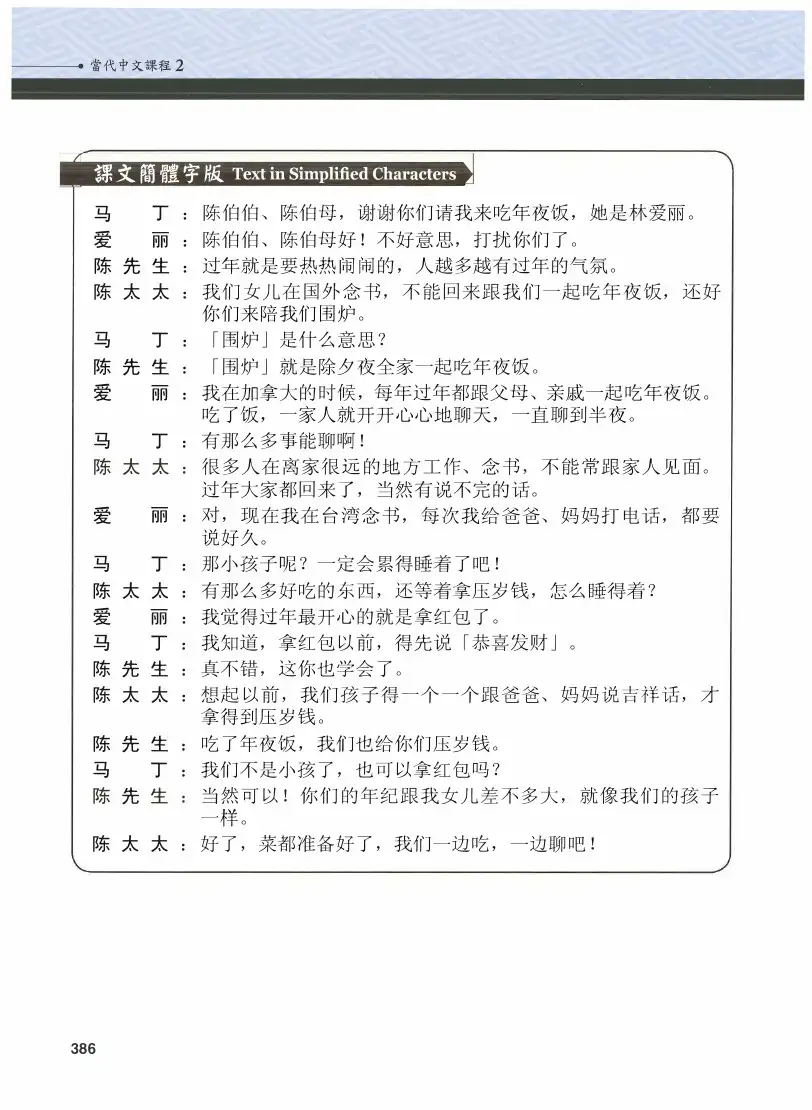 當代中文課程 2
課文簡體字版 Text in Simplified Characters
马丁：陈伯伯、陈伯母，谢谢你们请我来吃年夜饭，她是林爱丽。
爱丽：陈伯伯、陈伯母好！不好意思，打扰你们了。
陈先生：过年就是要热热闹闹的，人越多越有过年的气氛。
陈太太：我们女儿在国外念书，不能回来跟我们一起吃年夜饭，还好
你们来陪我们围炉。
马丁：「围炉」是什么意思？
陈先生：「围炉」就是除夕夜全家一起吃年夜饭。
爱丽：我在加拿大的时候，每年过年都跟父母、亲戚一起吃年夜饭。
吃了饭，一家人就开开心心地聊天，一直聊到半夜。
马丁：有那么多事能聊啊！
陈太太：很多人在离家很远的地方工作、念书，不能常跟家人见面。
过年大家都回来了，当然有说不完的话。
爱丽：对，现在我在台湾念书，每次我给爸爸、妈妈打电话，都要
说好久。
马丁：那小孩子呢？一定会累得睡着了吧！
陈太太：有那么多好吃的东西，还等着拿压岁钱，怎么睡得着？
爱丽：我觉得过年最开心的就是拿红包了。
马丁：我知道，拿红包以前，得先说「恭喜发财」。
陈先生：真不错，这你也学会了。
陈太太：想起以前，我们孩子得一个一个跟爸爸、妈妈说吉祥话，才
拿得到压岁钱。
陈先生：吃了年夜饭，我们也给你们压岁钱。
马丁：我们不是小孩了，也可以拿红包吗？
陈先生：当然可以！你们的年纪跟我女儿差不多大，就像我们的孩子
一样。
陈太太：好了，菜都准备好了，我们一边吃，一边聊吧！
386